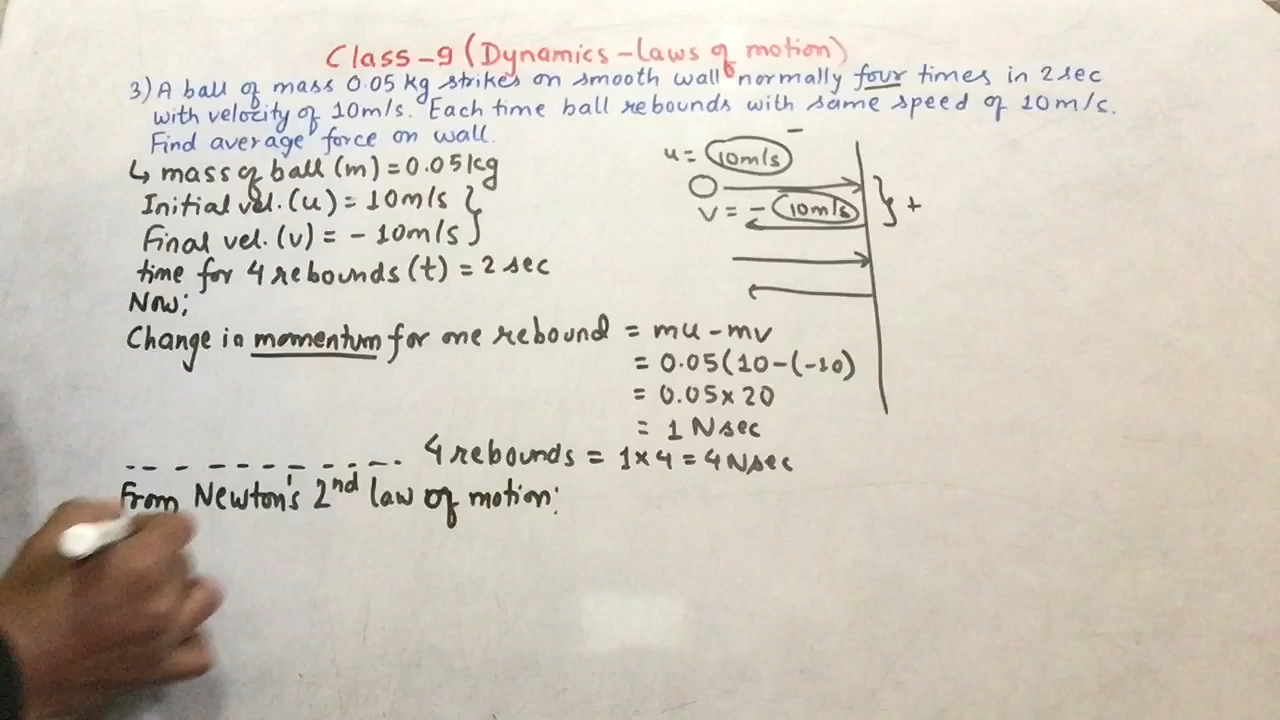 Class-9 (Dynamics-Laws of motion)
3) A ball of mass 0.05 kg strikes on smooth wall normally four times in 2 sec
with velocity of 10m/s. Each time ball rebounds with same speed of 10 m/s.
Find average force on wall.
↳ mass of ball (m) = 0.05 kg
Initial vel. (u) = 10m/s
Final vel. (v) = - 10m/s
time for 4 rebounds (t) = 2 sec
Now;
Change in momentum for one rebound = mu - mv
= 0.05(10-(-10)
= 0.05 x 20
= 1 N sec
-- - - - - - - - -. 4 rebounds = 1 x 4 = 4 N sec
From Newton's 2nd law of motion:
u = 10m/s
-
v = - 10m/s
+